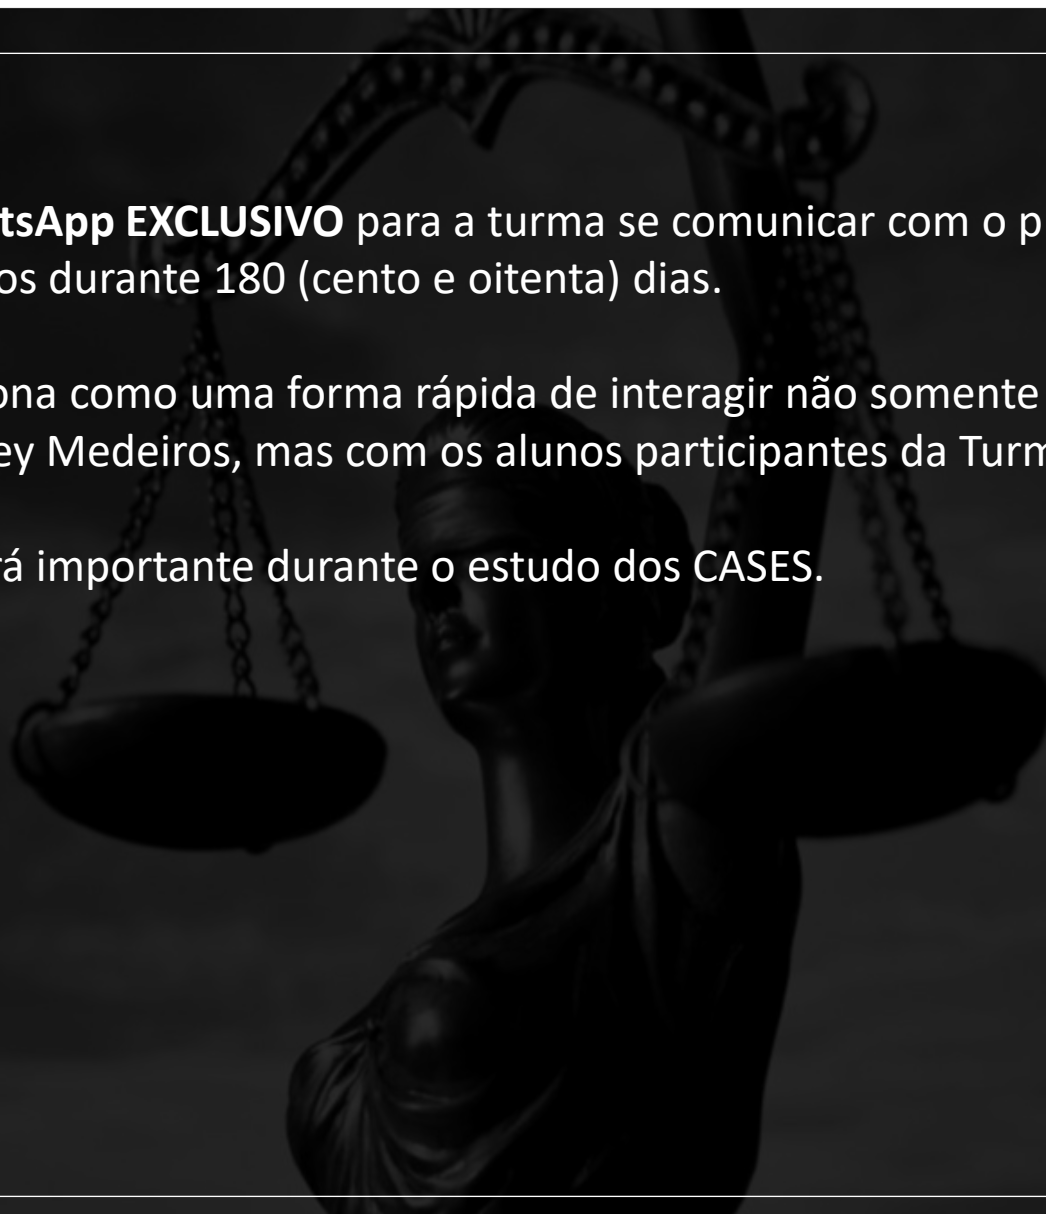 tsApp EXCLUSIVO para a turma se comunicar com o p
os durante 180 (cento e oitenta) dias.
ona como uma forma rápida de interagir não somente
ey Medeiros, mas com os alunos participantes da Turm
rá importante durante o estudo dos CASES.